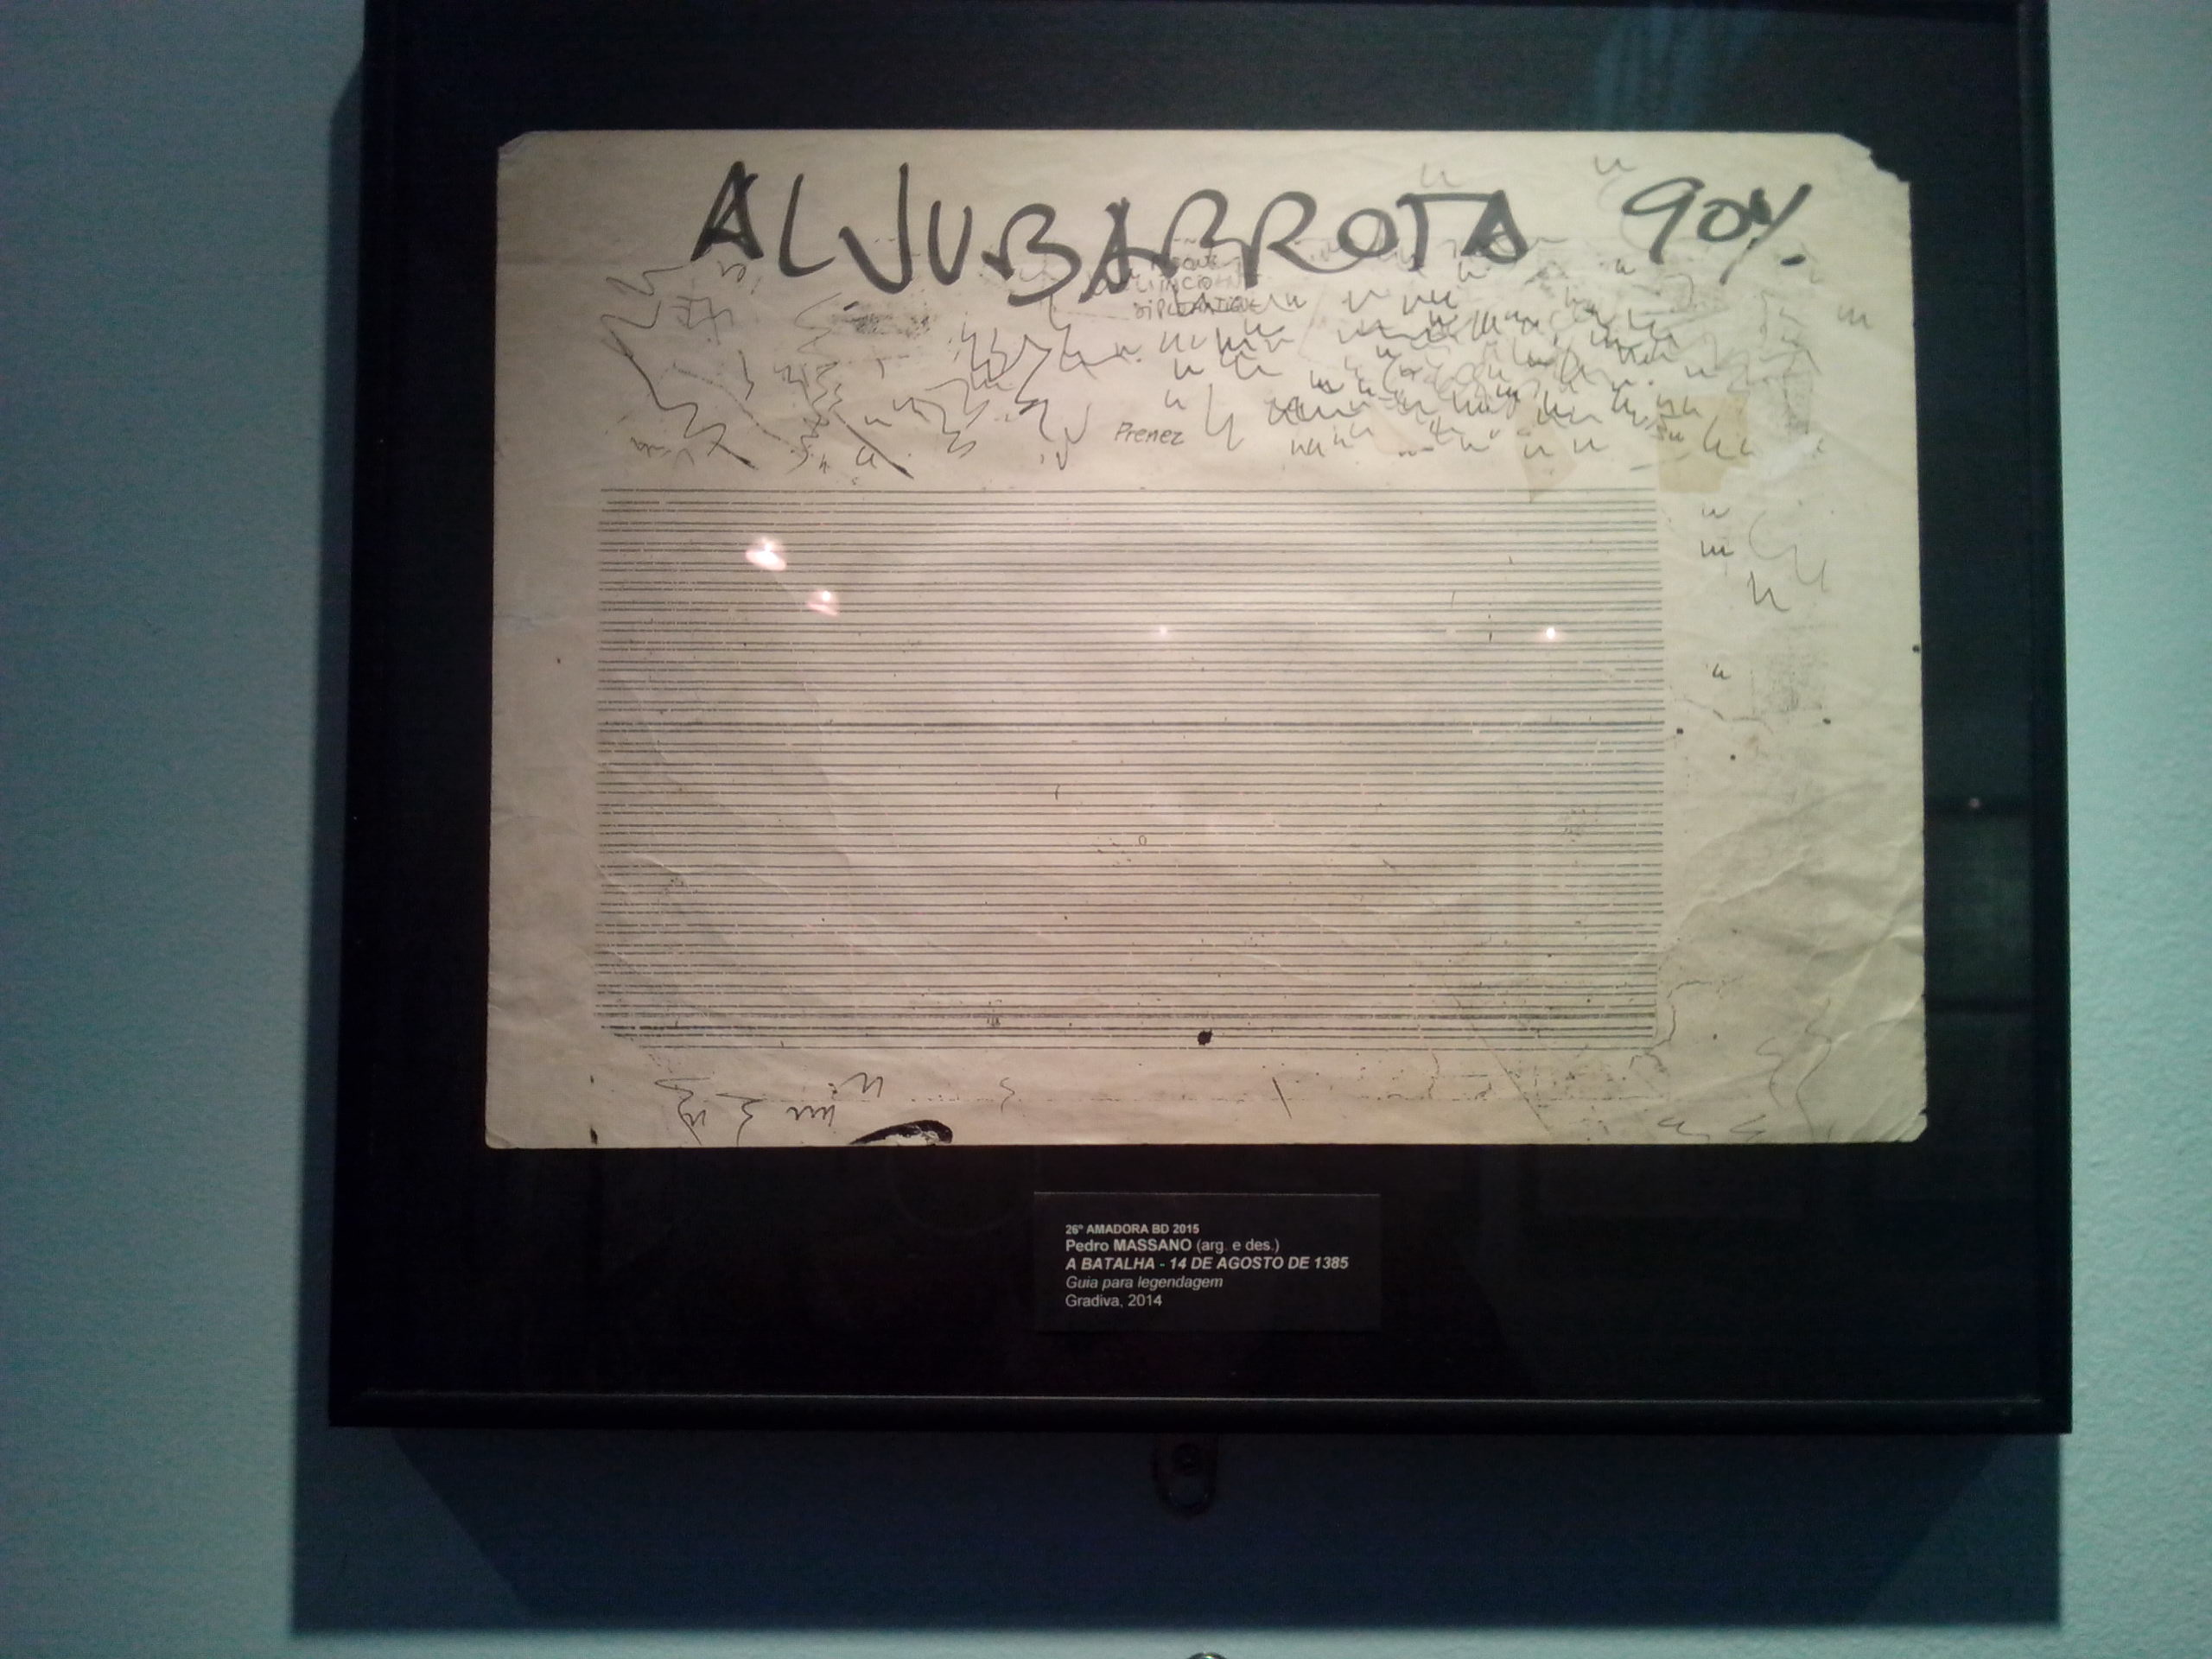 ALJUBARROTA 90%
Prenez
26º AMADORA BD 2015
Pedro MASSANO (arg. e des.)
A BATALHA - 14 DE AGOSTO DE 1385
Guia para legendagem
Gradiva, 2014